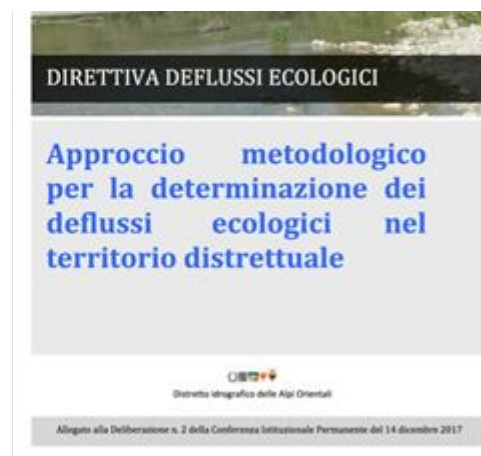 DIRETTIVA DEFLUSSI ECOLOGICI
Approccio metodologico
per la determinazione dei
deflussi ecologici nel
territorio distrettuale
Distretto idrografico delle Alpi Orientali
Allegato alla Deliberazione n. 2 della Conferenza Istituzionale Permanente del 14 dicembre 2017